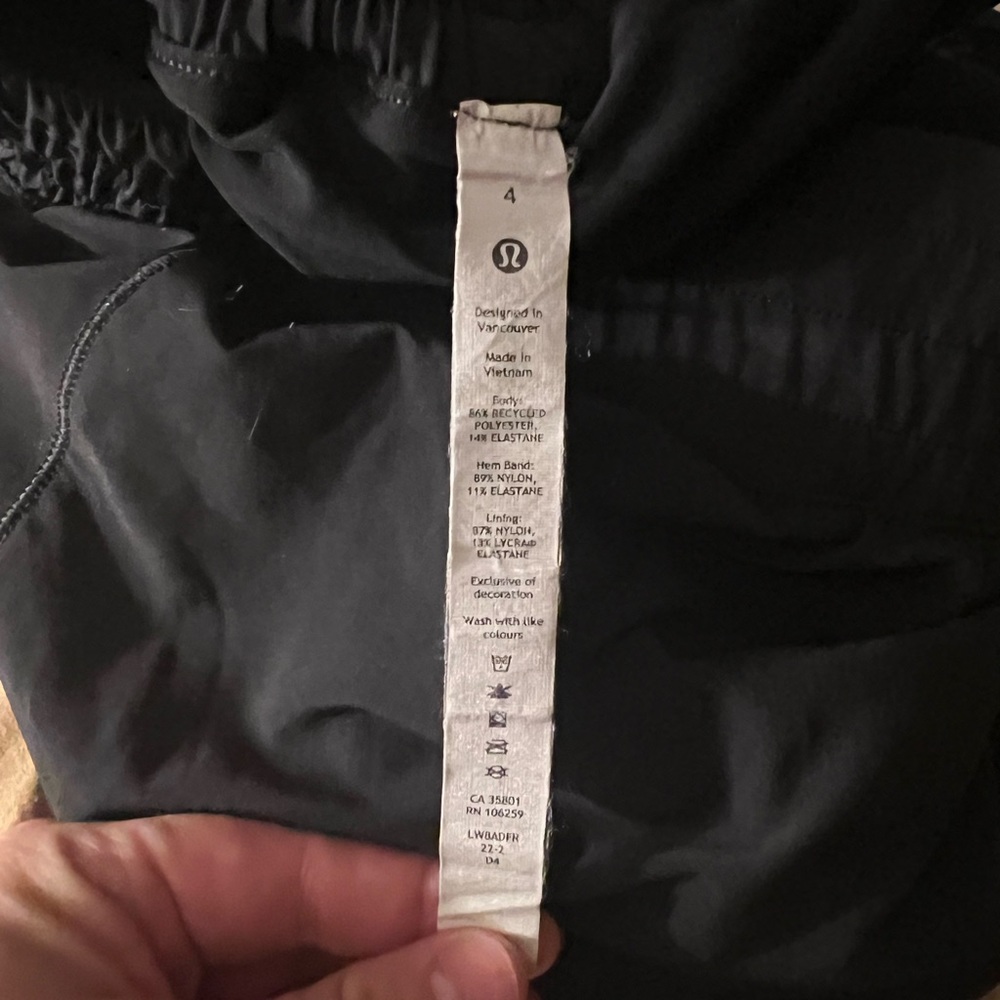 4
Designed in
Vancouver
Made in
Vietnam
Body:
86% RECYCLED
POLYESTER,
14% ELASTANE
Hem Band:
89% NYLON,
11% ELASTANE
Lining:
87% NYLON,
13% LYCRA®
ELASTANE
Exclusive of
decoration
Wash with like
colours
CA 35801
RN 106259
LW8ADFR
22-2
D4